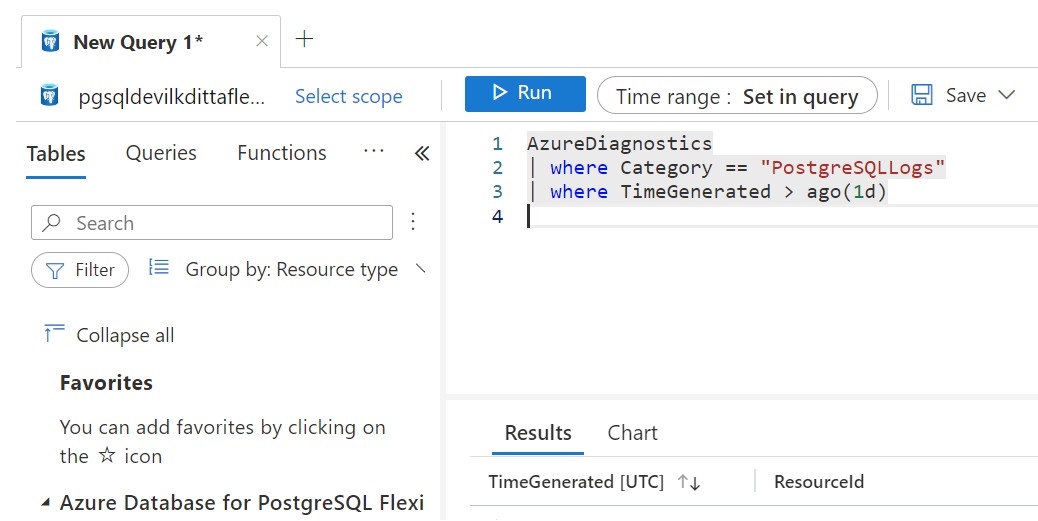 New Query 1*
pgsqldevilkdittafle... Select scope Run Time range : Set in query Save
Tables Queries Functions ...
1 AzureDiagnostics
2 | where Category == "PostgreSQLLogs"
3 | where TimeGenerated > ago(1d)
4
Search
Filter Group by: Resource type
Collapse all
Favorites
You can add favorites by clicking on
the ☆ icon
Azure Database for PostgreSQL Flexi
Results Chart
TimeGenerated [UTC] ResourceId